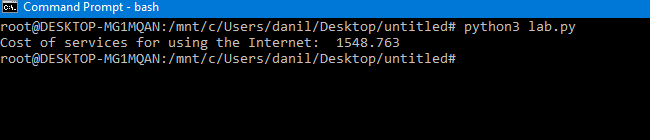 Command Prompt - bash
root@DESKTOP-MG1MQAN:/mnt/c/Users/danil/Desktop/untitled# python3 lab.py
Cost of services for using the Internet:  1548.763
root@DESKTOP-MG1MQAN:/mnt/c/Users/danil/Desktop/untitled#